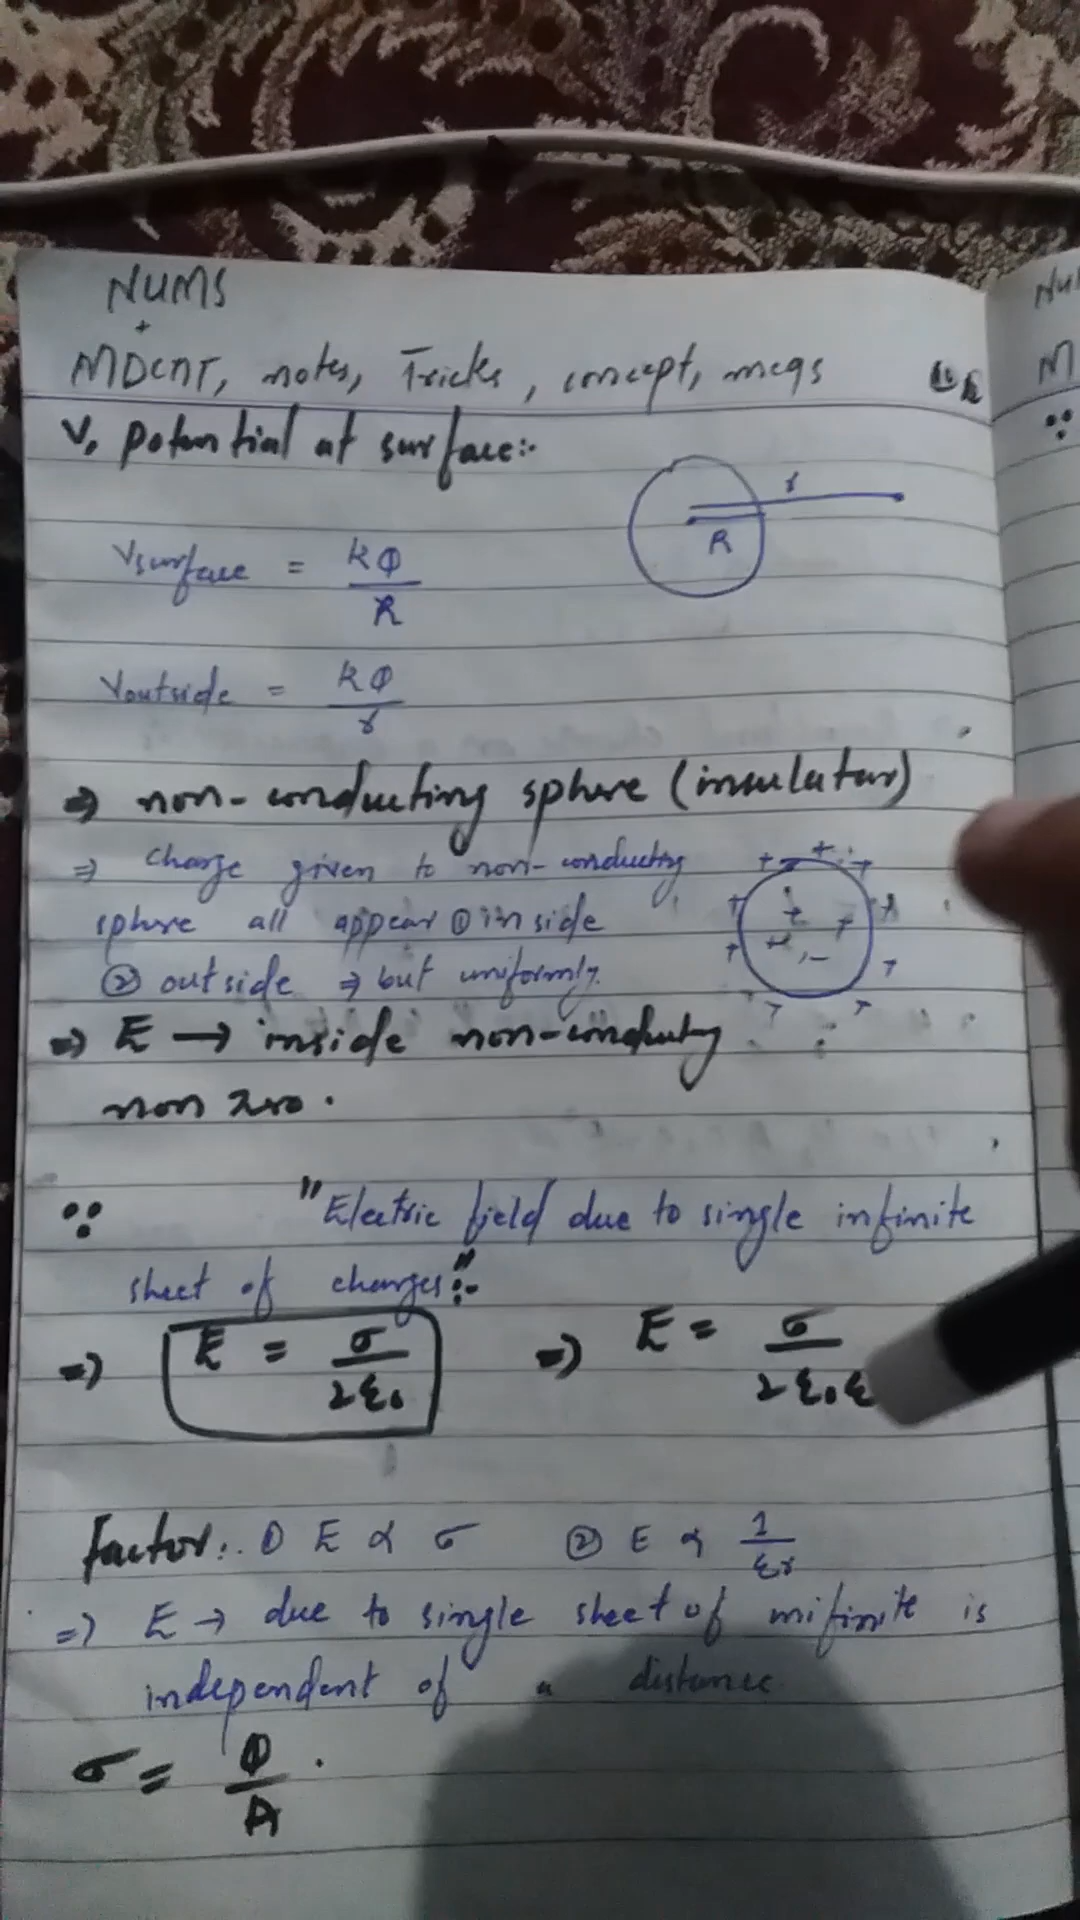 NUMS
+
MDCAT, notes, Tricks, concept, mcqs
V. Potential at surface:-
Vsurface = kQ/R
r
R
Voutside = kQ/r
⇒ non-conducting sphere (insulator)
⇒ charge given to non-conducting
sphere all appear ① inside
② outside ⇒ but uniformly.
⇒ E → inside non-conducting
non zero.
"Electric field due to single infinite
sheet of charges":-
⇒ E = σ/2ε₀ ⇒ E = σ/2ε₀ε
Factor:. ① E ∝ σ ② E ∝ 1/εr
⇒ E → due to single sheet of infinite is
independent of a distance
σ = Q/A.